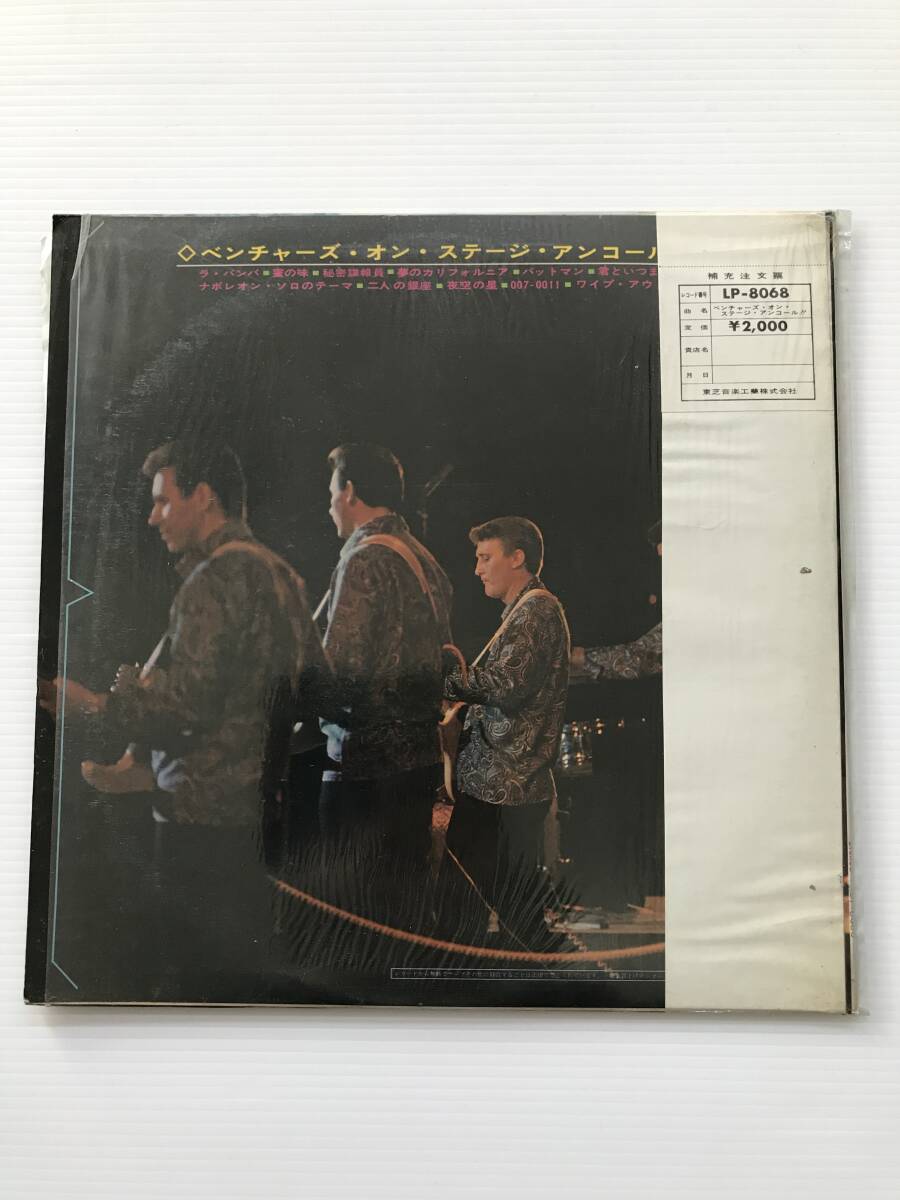 ◇ベンチャーズ・オン・ステージ・アンコール
ラ・バンバ■蜜の味■秘密諜報員■夢のカリフォルニア■バットマン■君といつま
ナポレオン・ソロのテーマ■二人の銀座■夜空の星■007-0011■ワイプ・アウ
補充注文票
レコード番号 LP-8068
曲名 ベンチャーズ・オン・
ステージ・アンコール!!
定価 ¥2,000
貴店名
月日
東芝音楽工業株式会社